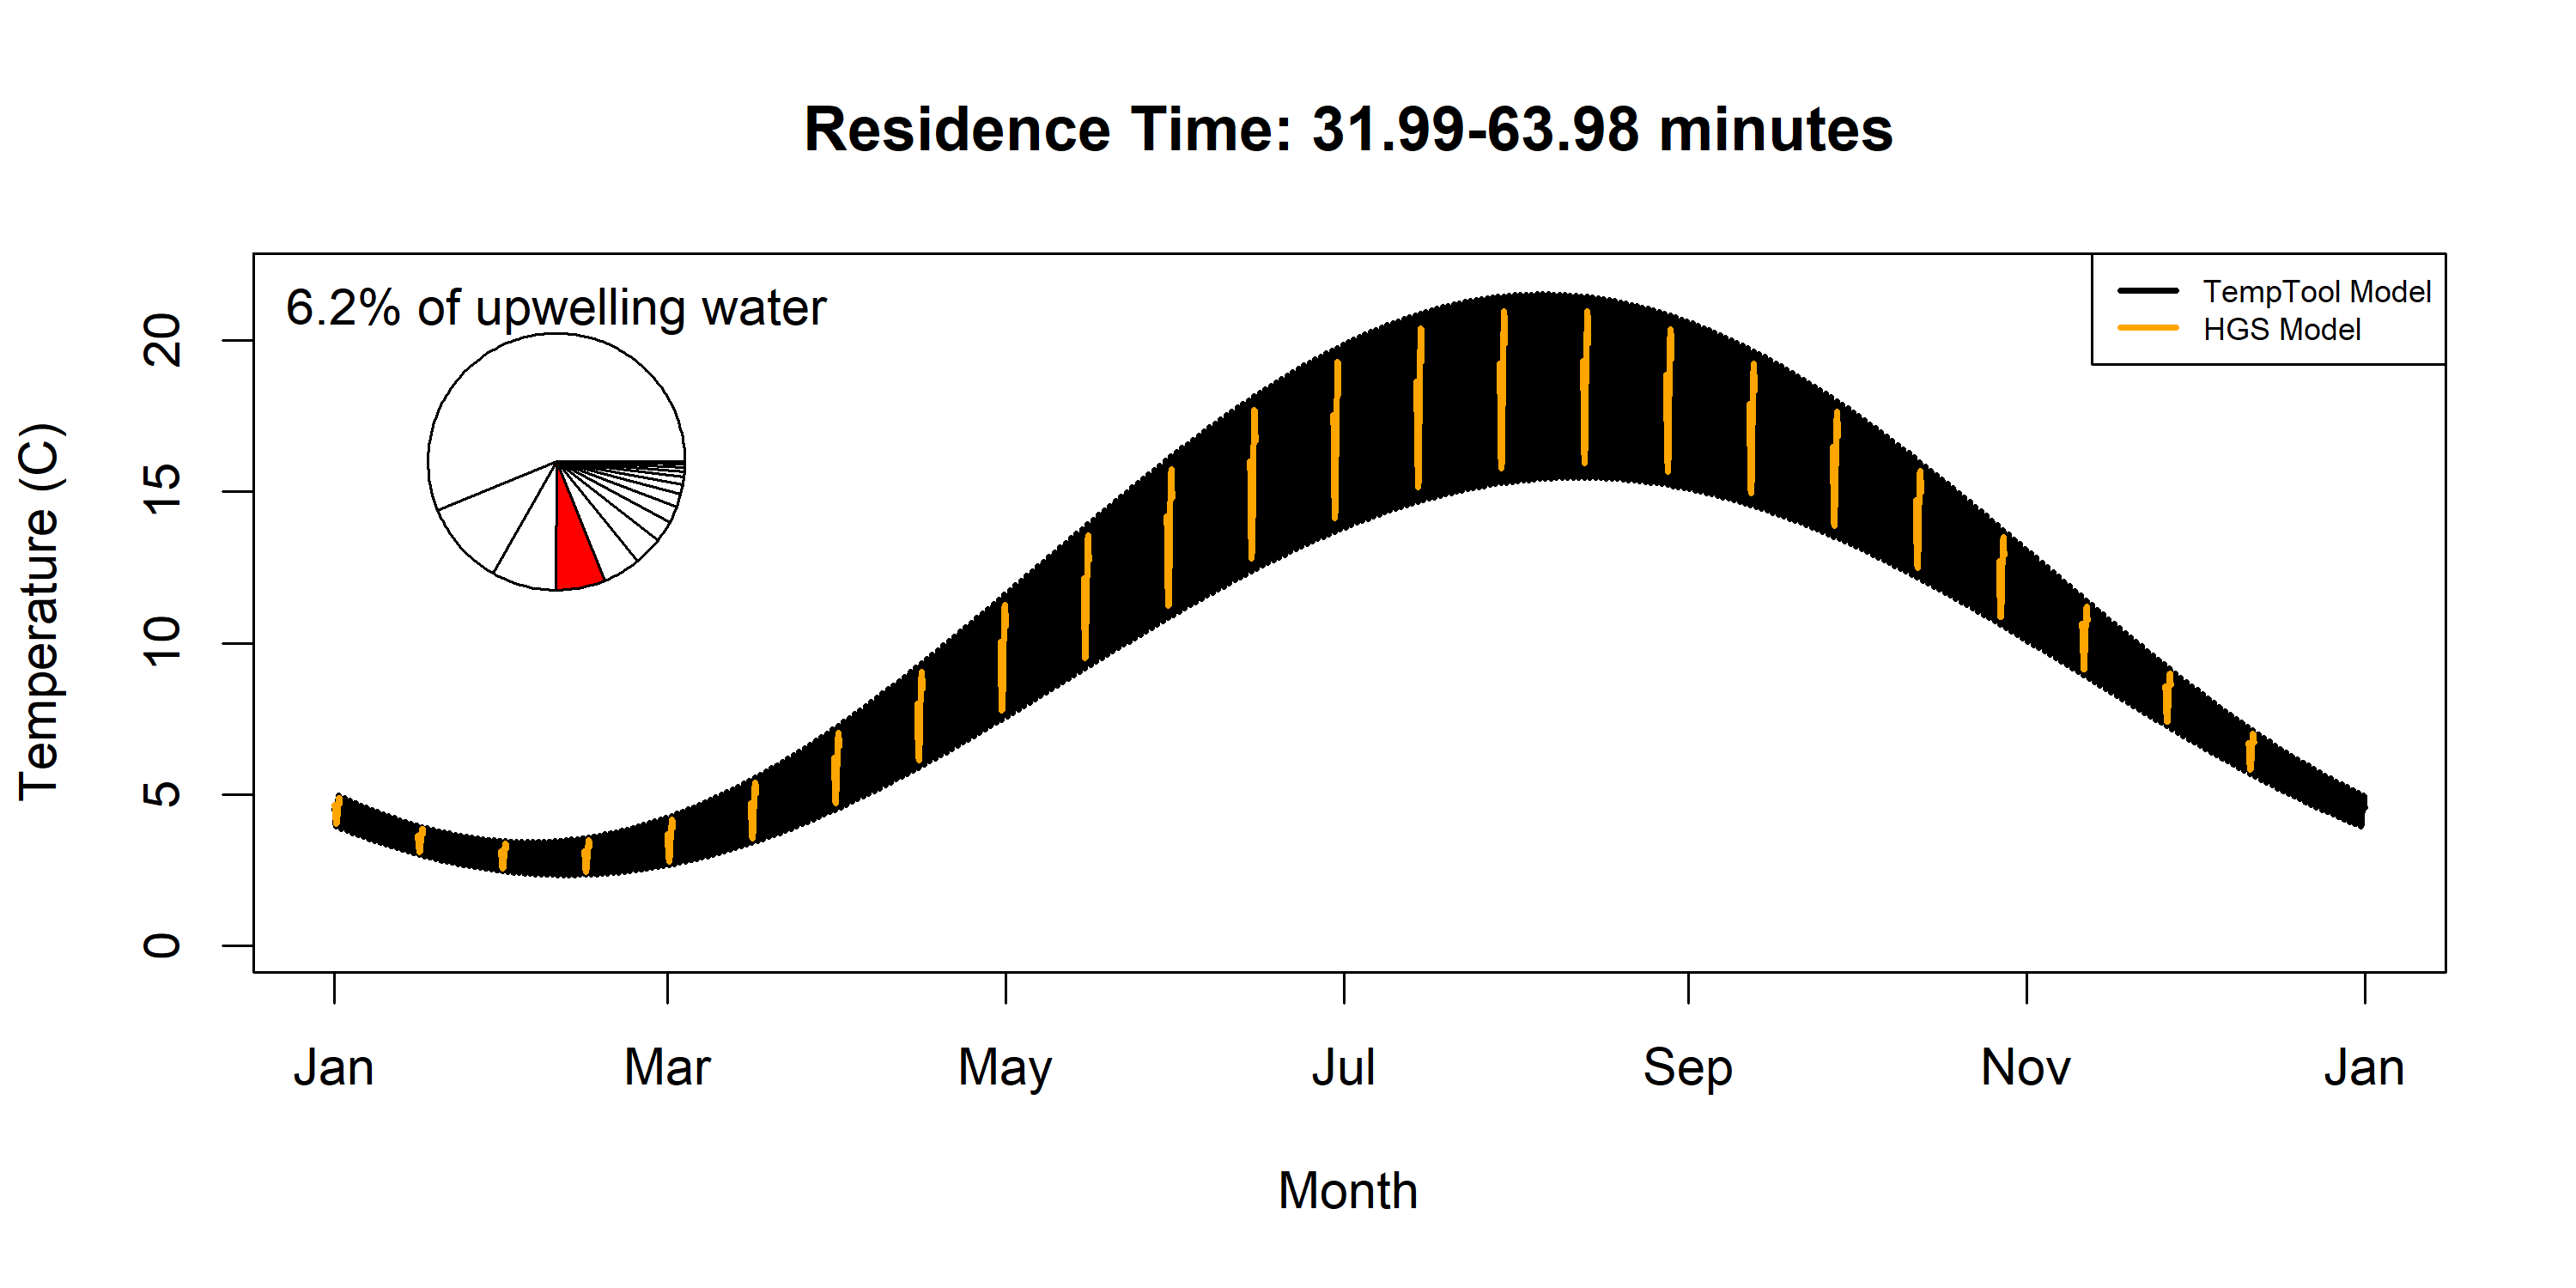 Residence Time: 31.99-63.98 minutes
6.2% of upwelling water
TempTool Model
HGS Model
Temperature (C)
20
15
10
5
0
Jan Mar May Jul Sep Nov Jan
Month